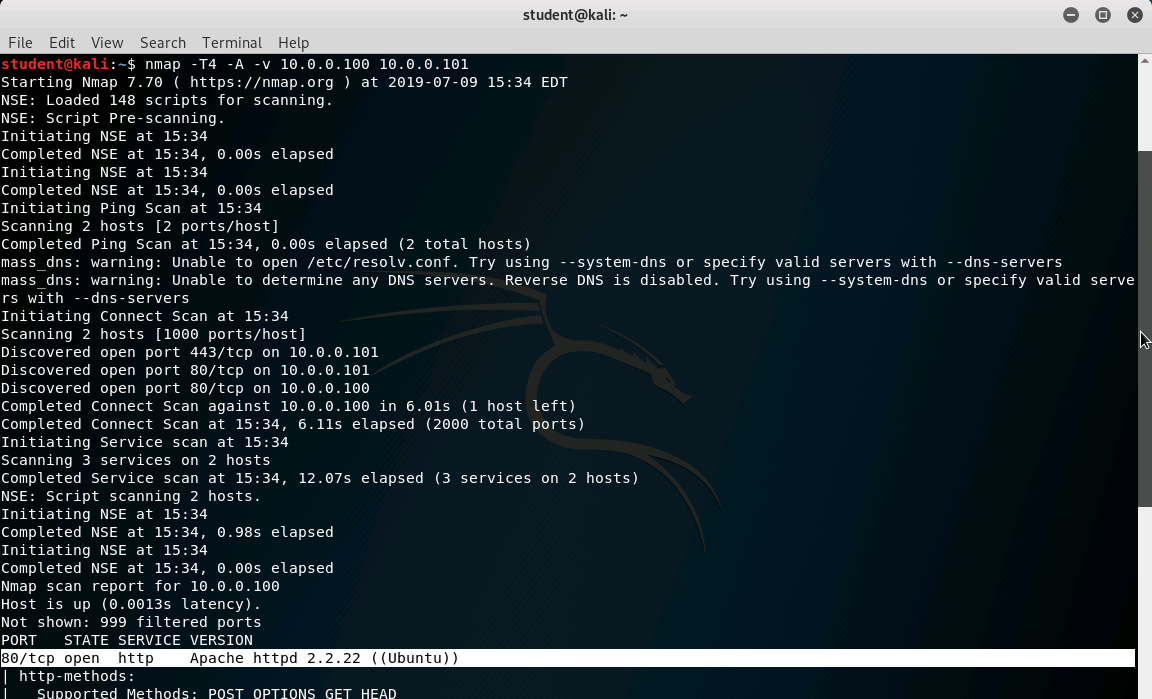 student@kali: ~
File Edit View Search Terminal Help
student@kali:~$ nmap -T4 -A -v 10.0.0.100 10.0.0.101
Starting Nmap 7.70 ( https://nmap.org ) at 2019-07-09 15:34 EDT
NSE: Loaded 148 scripts for scanning.
NSE: Script Pre-scanning.
Initiating NSE at 15:34
Completed NSE at 15:34, 0.00s elapsed
Initiating NSE at 15:34
Completed NSE at 15:34, 0.00s elapsed
Initiating Ping Scan at 15:34
Scanning 2 hosts [2 ports/host]
Completed Ping Scan at 15:34, 0.00s elapsed (2 total hosts)
mass_dns: warning: Unable to open /etc/resolv.conf. Try using --system-dns or specify valid servers with --dns-servers
mass_dns: warning: Unable to determine any DNS servers. Reverse DNS is disabled. Try using --system-dns or specify valid serve
rs with --dns-servers
Initiating Connect Scan at 15:34
Scanning 2 hosts [1000 ports/host]
Discovered open port 443/tcp on 10.0.0.101
Discovered open port 80/tcp on 10.0.0.101
Discovered open port 80/tcp on 10.0.0.100
Completed Connect Scan against 10.0.0.100 in 6.01s (1 host left)
Completed Connect Scan at 15:34, 6.11s elapsed (2000 total ports)
Initiating Service scan at 15:34
Scanning 3 services on 2 hosts
Completed Service scan at 15:34, 12.07s elapsed (3 services on 2 hosts)
NSE: Script scanning 2 hosts.
Initiating NSE at 15:34
Completed NSE at 15:34, 0.98s elapsed
Initiating NSE at 15:34
Completed NSE at 15:34, 0.00s elapsed
Nmap scan report for 10.0.0.100
Host is up (0.0013s latency).
Not shown: 999 filtered ports
PORT   STATE SERVICE VERSION
80/tcp open  http    Apache httpd 2.2.22 ((Ubuntu))
| http-methods:
|   Supported Methods: POST OPTIONS GET HEAD